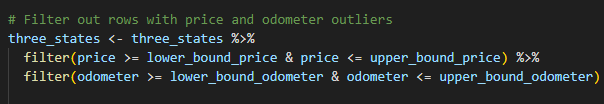 # Filter out rows with price and odometer outliers
three_states <- three_states %>%
  filter(price >= lower_bound_price & price <= upper_bound_price) %>%
  filter(odometer >= lower_bound_odometer & odometer <= upper_bound_odometer)